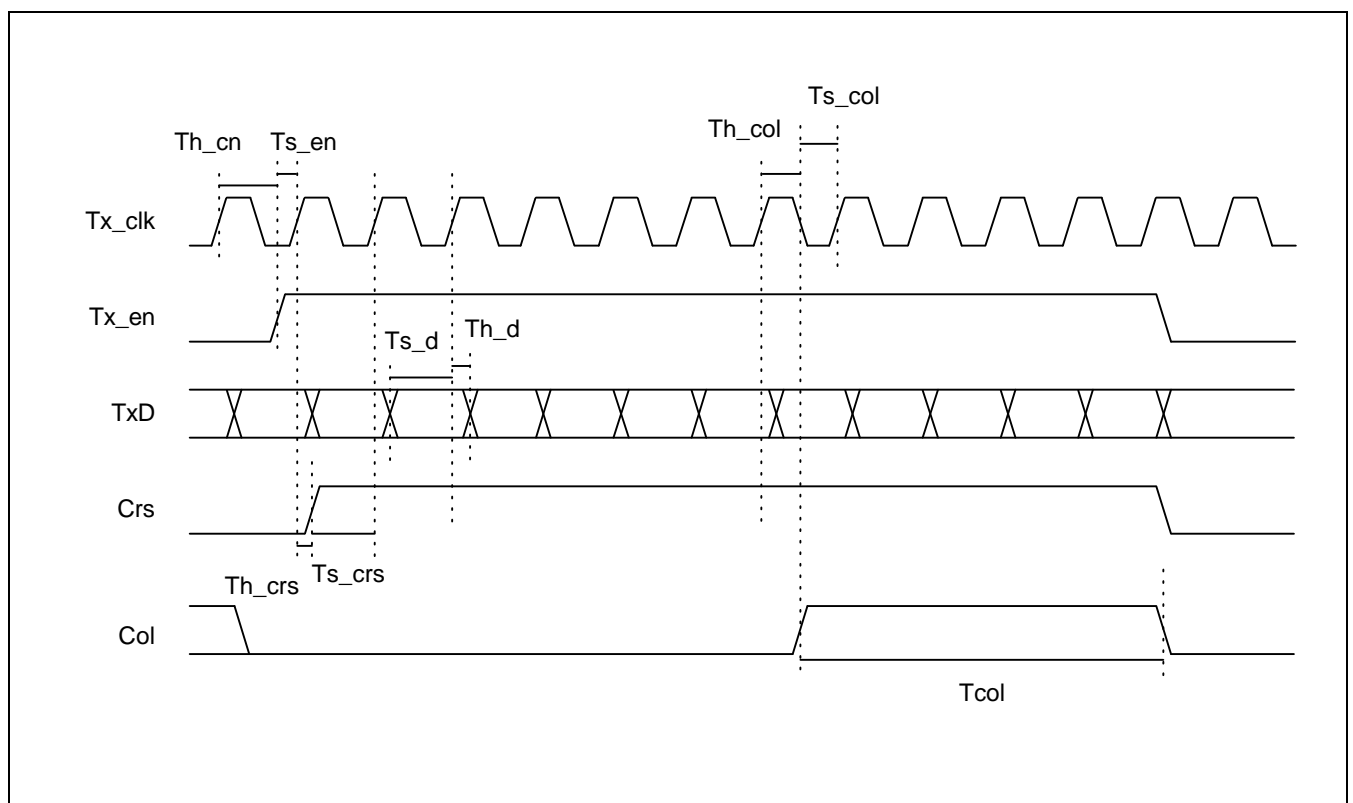 Ts_col
Th_col
Th_cn Ts_en
Tx_clk
Tx_en
Ts_d Th_d
TxD
Crs
Th_crs Ts_crs
Col
Tcol